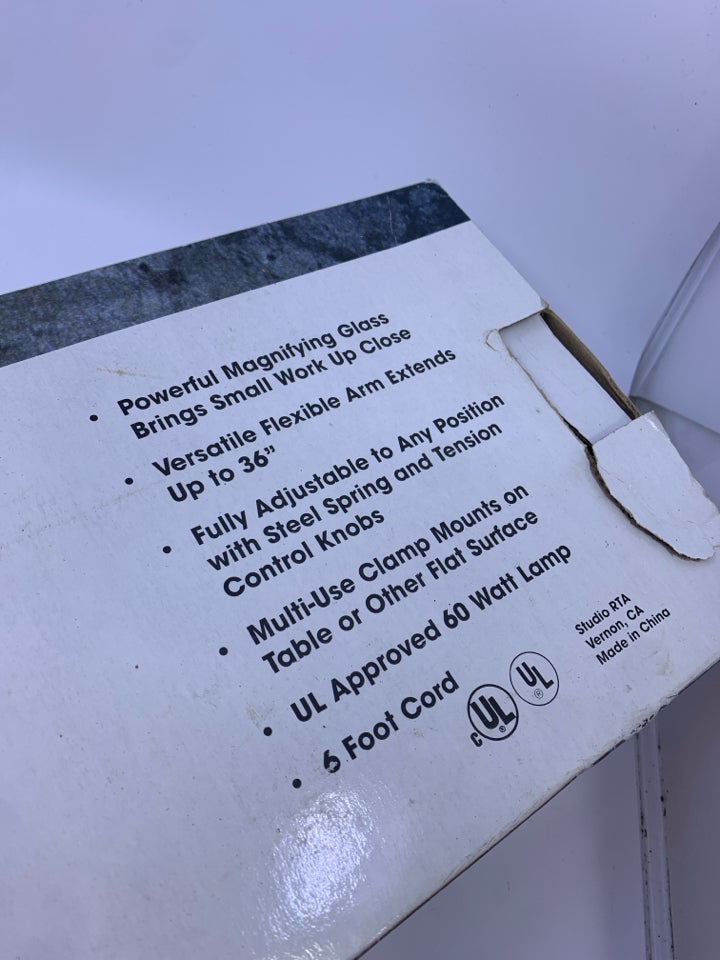 • Powerful Magnifying Glass
Brings Small Work Up Close
• Versatile Flexible Arm Extends
Up to 36”
• Fully Adjustable to Any Position
with Steel Spring and Tension
Control Knobs
• Multi-Use Clamp Mounts on
Table or Other Flat Surface
• UL Approved 60 Watt Lamp
• 6 Foot Cord
C UL ®
UL ®
Studio RTA
Vernon, CA
Made in China